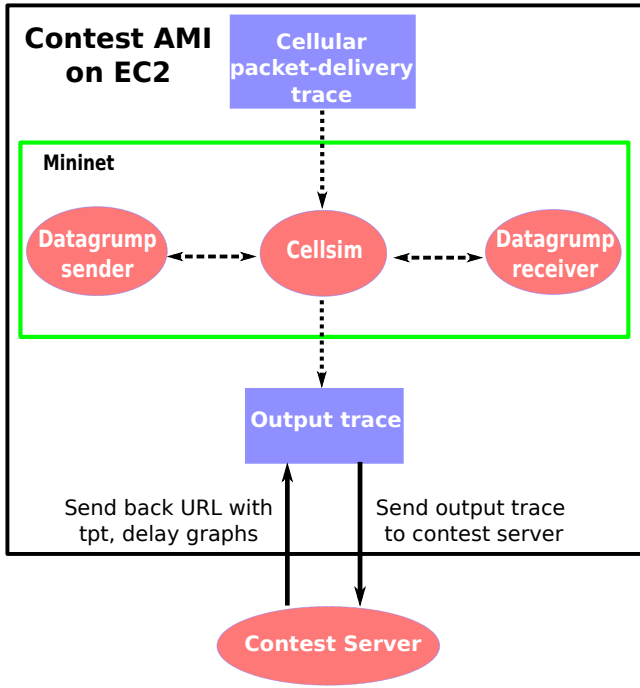 Contest AMI
on EC2
Cellular
packet-delivery
trace
Mininet
Datagrump
sender
Cellsim
Datagrump
receiver
Output trace
Send back URL with
tpt, delay graphs
Send output trace
to contest server
Contest Server